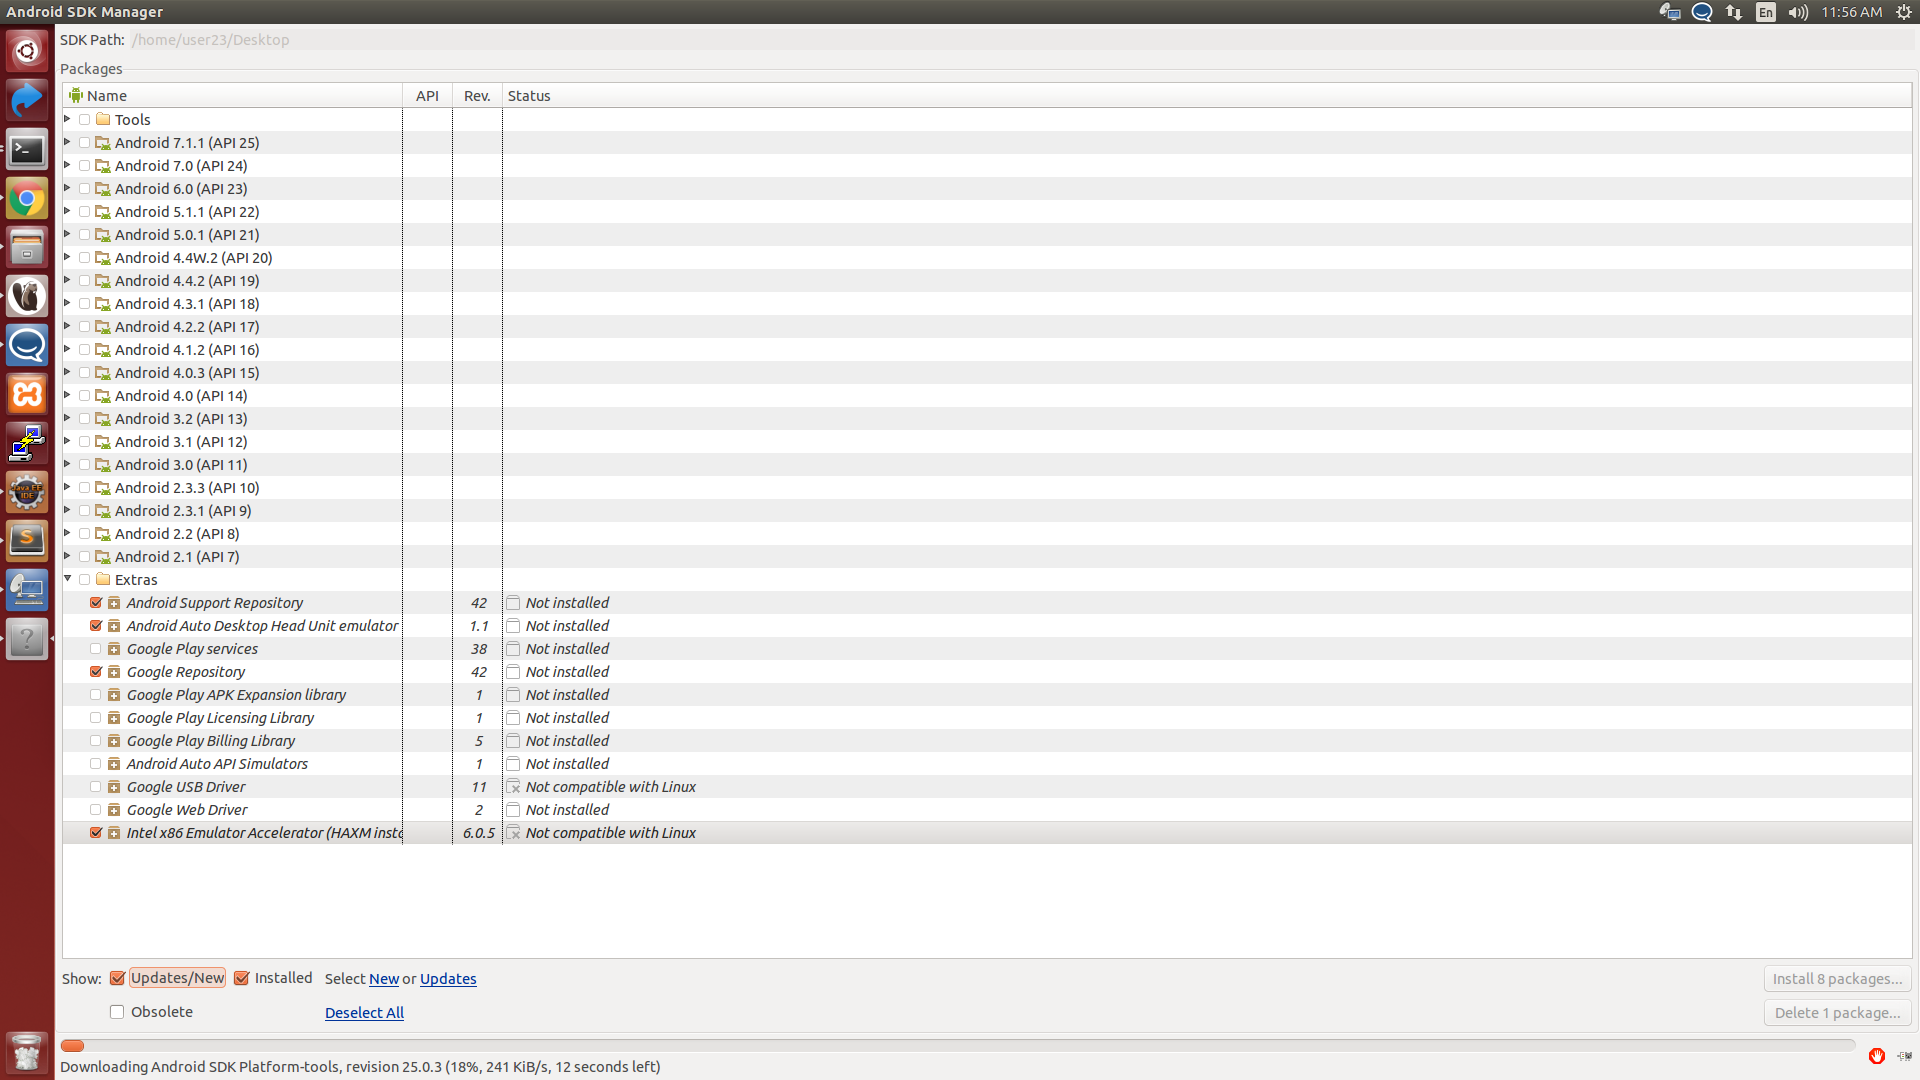 Android SDK Manager
En
11:56 AM
SDK Path: /home/user23/Desktop
Packages
Name API Rev. Status
Tools
Android 7.1.1 (API 25)
Android 7.0 (API 24)
Android 6.0 (API 23)
Android 5.1.1 (API 22)
Android 5.0.1 (API 21)
Android 4.4W.2 (API 20)
Android 4.4.2 (API 19)
Android 4.3.1 (API 18)
Android 4.2.2 (API 17)
Android 4.1.2 (API 16)
Android 4.0.3 (API 15)
Android 4.0 (API 14)
Android 3.2 (API 13)
Android 3.1 (API 12)
Android 3.0 (API 11)
Android 2.3.3 (API 10)
Android 2.3.1 (API 9)
Android 2.2 (API 8)
Android 2.1 (API 7)
Extras
Android Support Repository 42 Not installed
Android Auto Desktop Head Unit emulator 1.1 Not installed
Google Play services 38 Not installed
Google Repository 42 Not installed
Google Play APK Expansion library 1 Not installed
Google Play Licensing Library 1 Not installed
Google Play Billing Library 5 Not installed
Android Auto API Simulators 1 Not installed
Google USB Driver 11 Not compatible with Linux
Google Web Driver 2 Not installed
Intel x86 Emulator Accelerator (HAXM insta 6.0.5 Not compatible with Linux
Show: Updates/New Installed Select New or Updates Install 8 packages...
Obsolete Deselect All Delete 1 package...
Downloading Android SDK Platform-tools, revision 25.0.3 (18%, 241 KiB/s, 12 seconds left)
Java EE
IDE